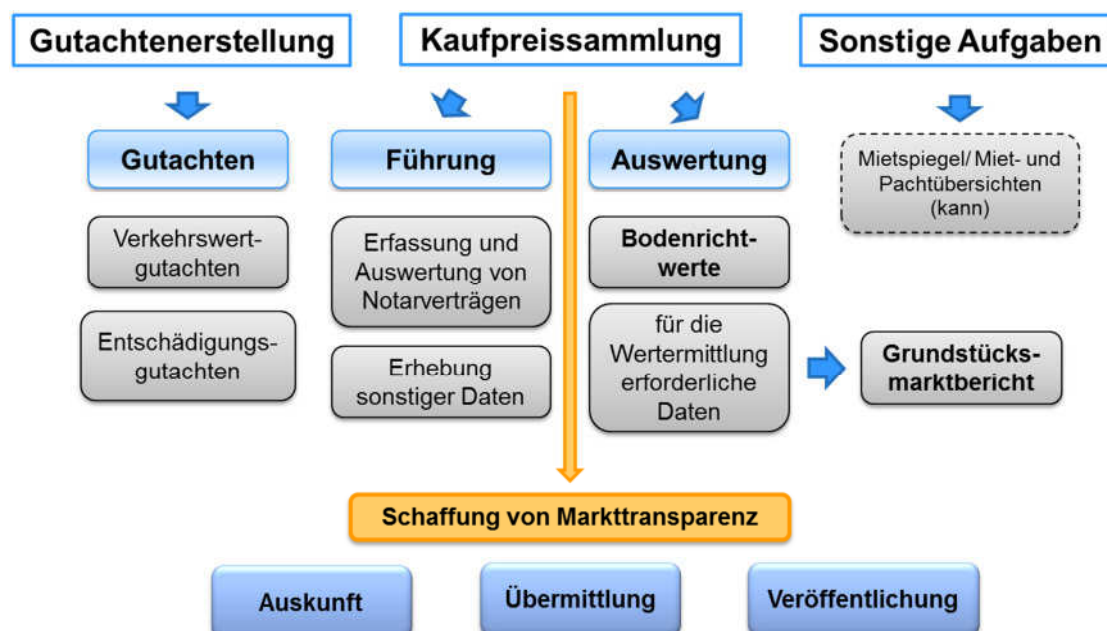 Gutachtenerstellung
Kaufpreissammlung
Sonstige Aufgaben
Gutachten
Führung
Auswertung
Mietspiegel/ Miet- und
Pachtübersichten
(kann)
Verkehrswert-
gutachten
Entschädigungs-
gutachten
Erfassung und
Auswertung von
Notarverträgen
Erhebung
sonstiger Daten
Bodenricht-
werte
für die
Wertermittlung
erforderliche
Daten
Grundstücks-
marktbericht
Schaffung von Markttransparenz
Auskunft
Übermittlung
Veröffentlichung